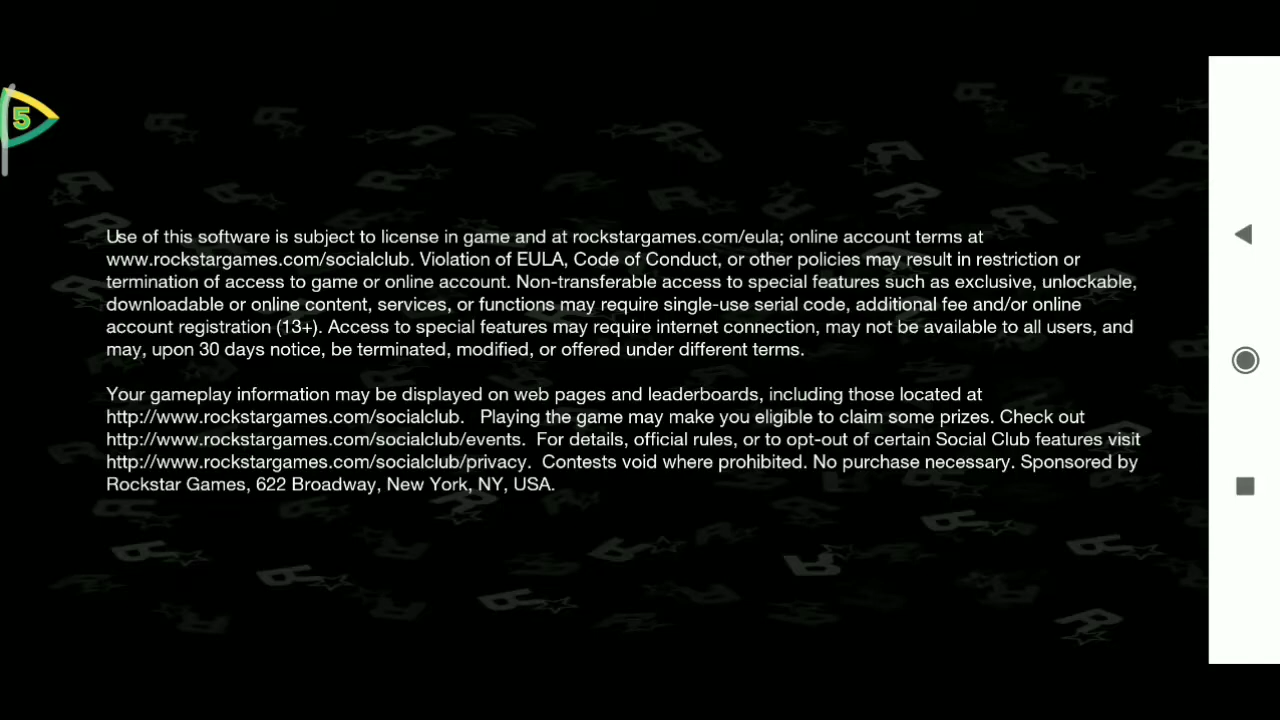 5
Use of this software is subject to license in game and at rockstargames.com/eula; online account terms at
www.rockstargames.com/socialclub. Violation of EULA, Code of Conduct, or other policies may result in restriction or
termination of access to game or online account. Non-transferable access to special features such as exclusive, unlockable,
downloadable or online content, services, or functions may require single-use serial code, additional fee and/or online
account registration (13+). Access to special features may require internet connection, may not be available to all users, and
may, upon 30 days notice, be terminated, modified, or offered under different terms.
Your gameplay information may be displayed on web pages and leaderboards, including those located at
http://www.rockstargames.com/socialclub. Playing the game may make you eligible to claim some prizes. Check out
http://www.rockstargames.com/socialclub/events. For details, official rules, or to opt-out of certain Social Club features visit
http://www.rockstargames.com/socialclub/privacy. Contests void where prohibited. No purchase necessary. Sponsored by
Rockstar Games, 622 Broadway, New York, NY, USA.